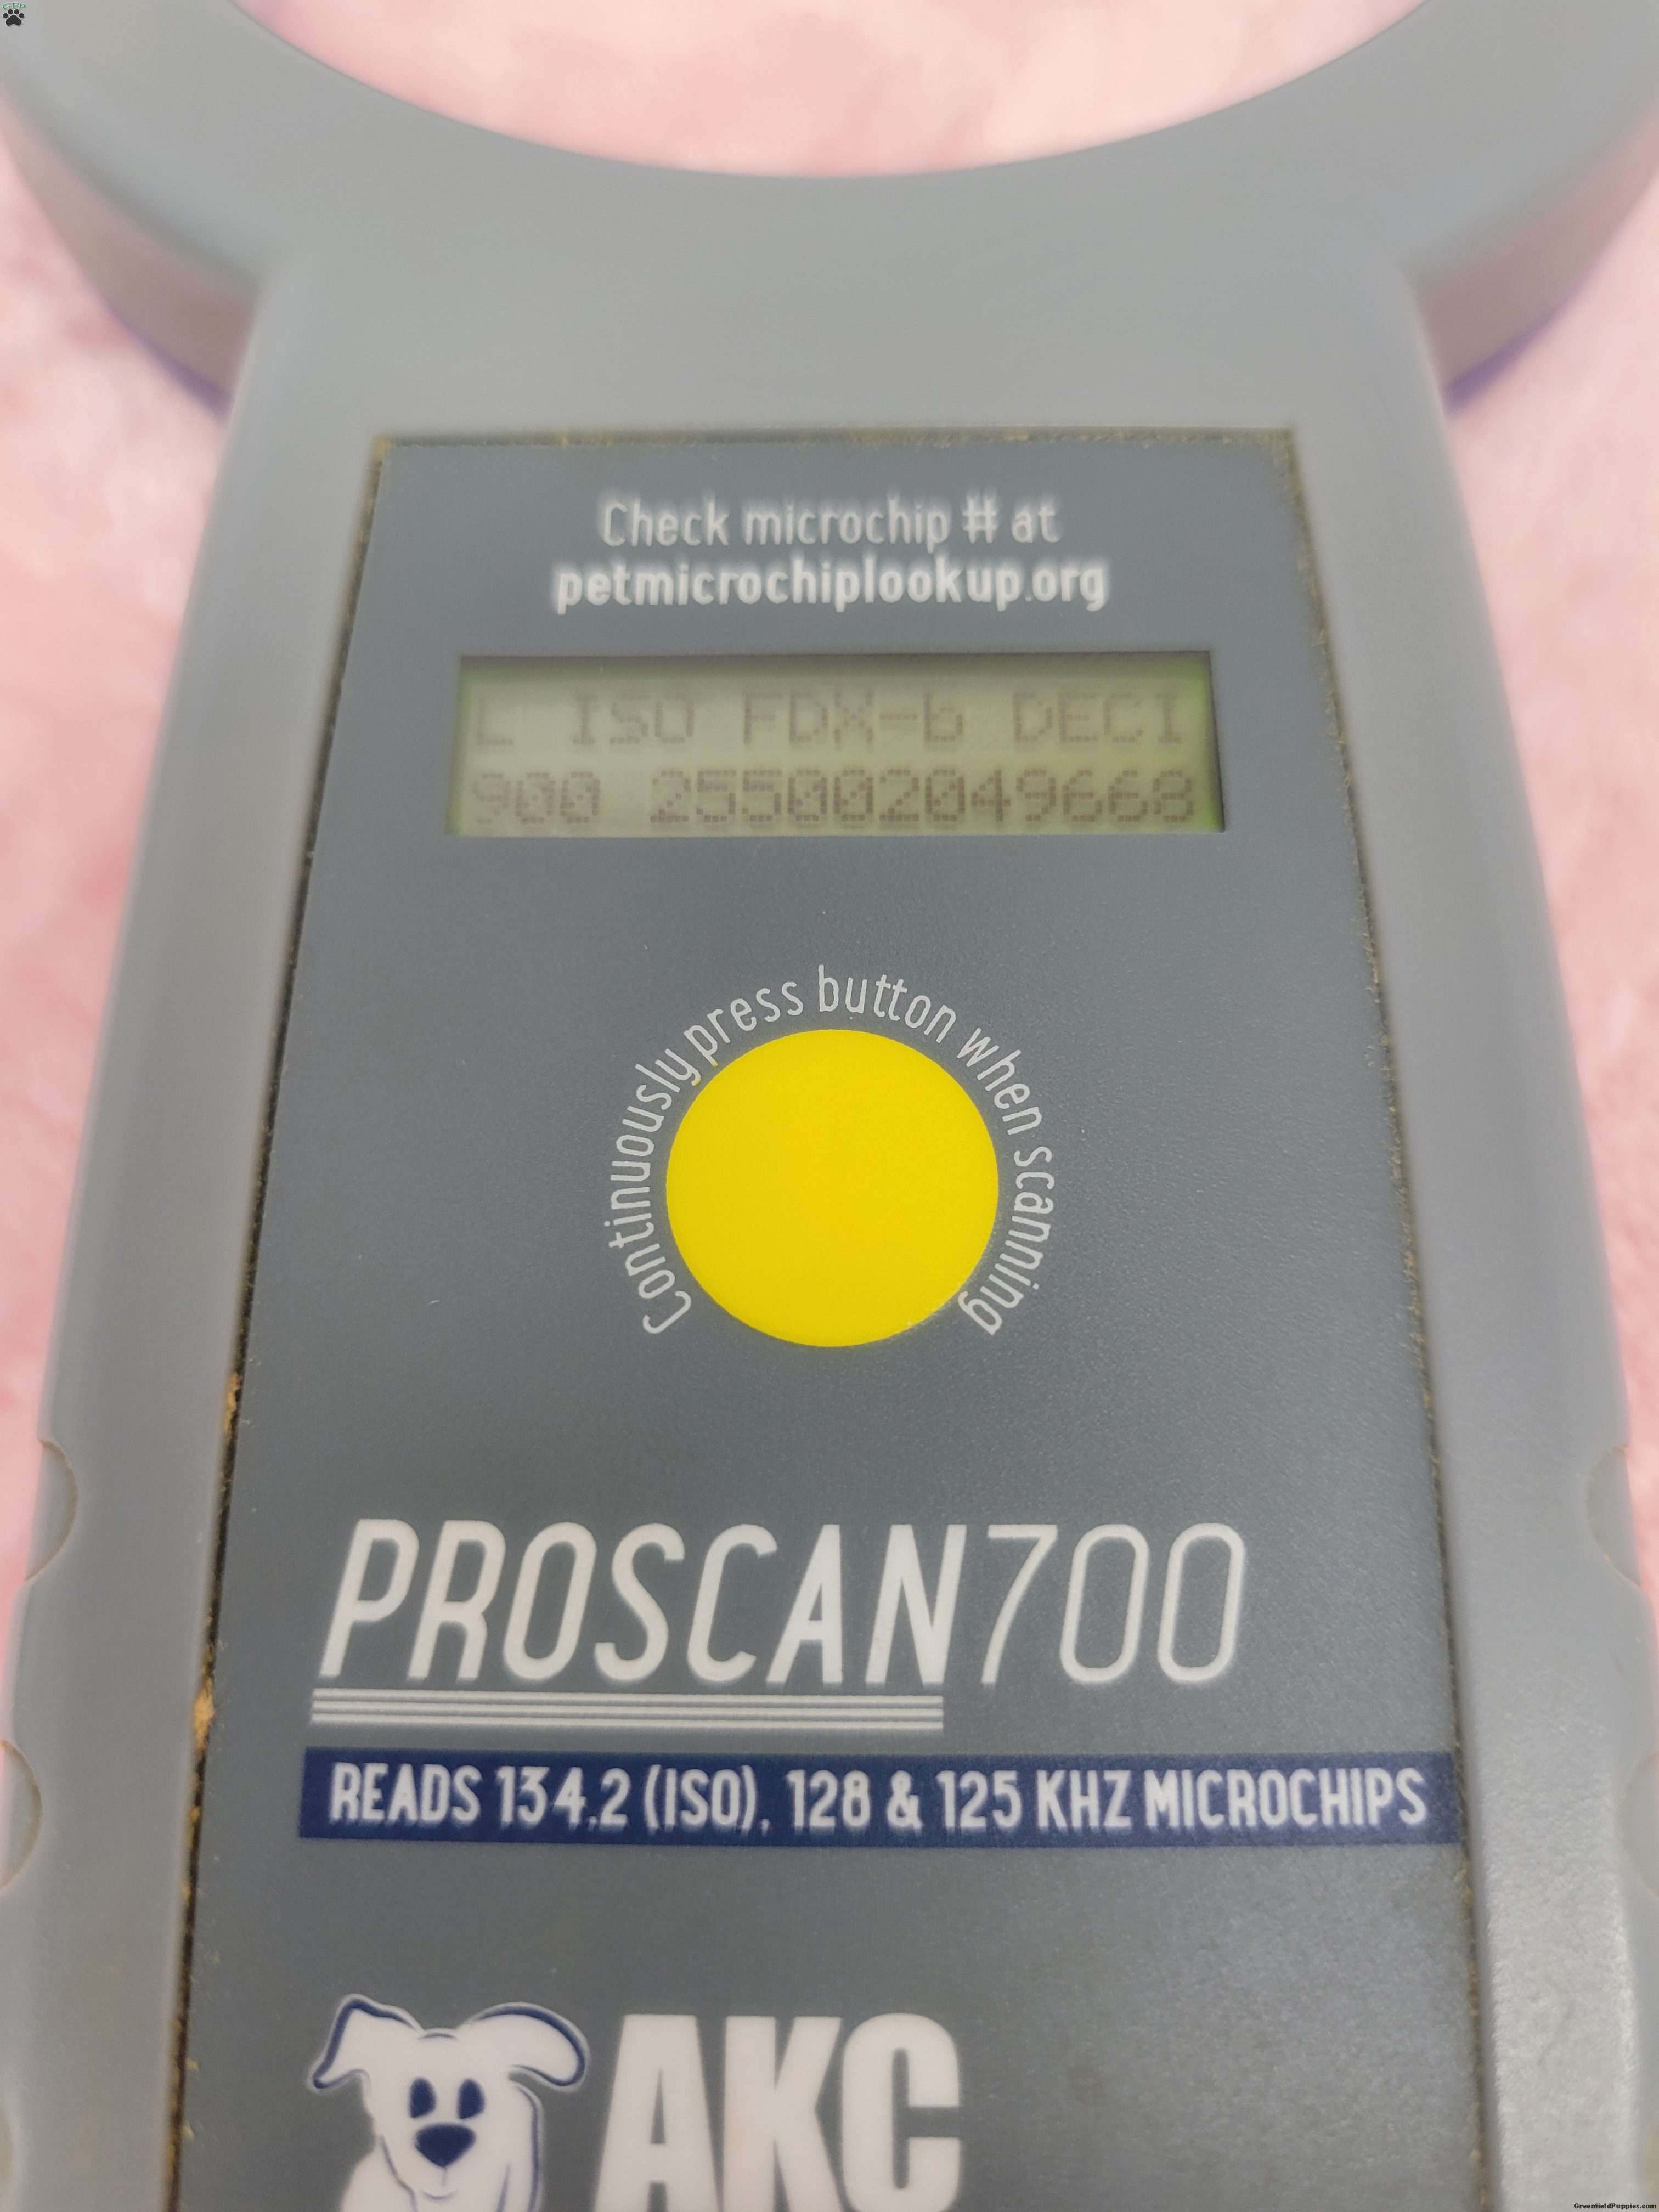 GFP
Check microchip # at
petmicrochiplookup.org
L ISO FDX-b DECI
900 255002049668
Continuously press button when scanning
PROSCAN700
READS 134.2 (ISO), 128 & 125 KHZ MICROCHIPS
AKC
GreenfieldPuppies.com